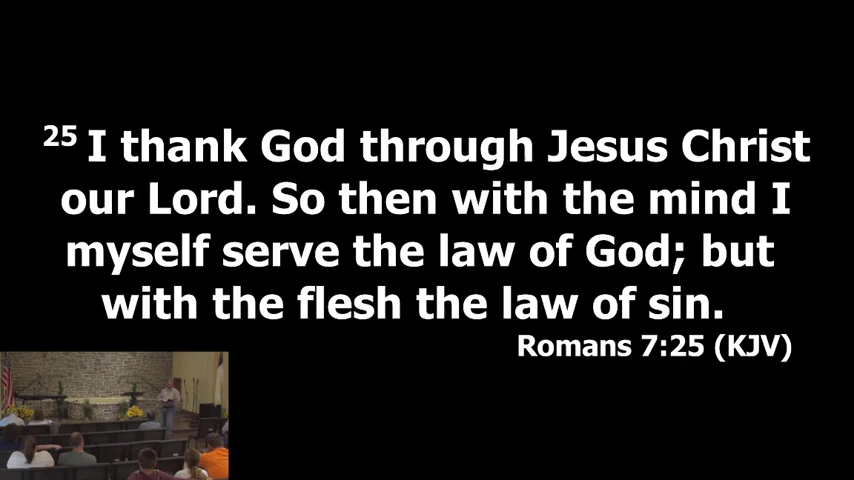 25 I thank God through Jesus Christ
our Lord. So then with the mind I
myself serve the law of God; but
with the flesh the law of sin.
Romans 7:25 (KJV)